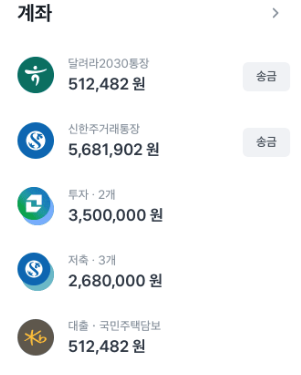 계좌
달려라2030통장
512,482 원
송금
신한주거래통장
5,681,902 원
송금
투자 · 2개
3,500,000 원
저축 · 3개
2,680,000 원
대출 · 국민주택담보
512,482 원